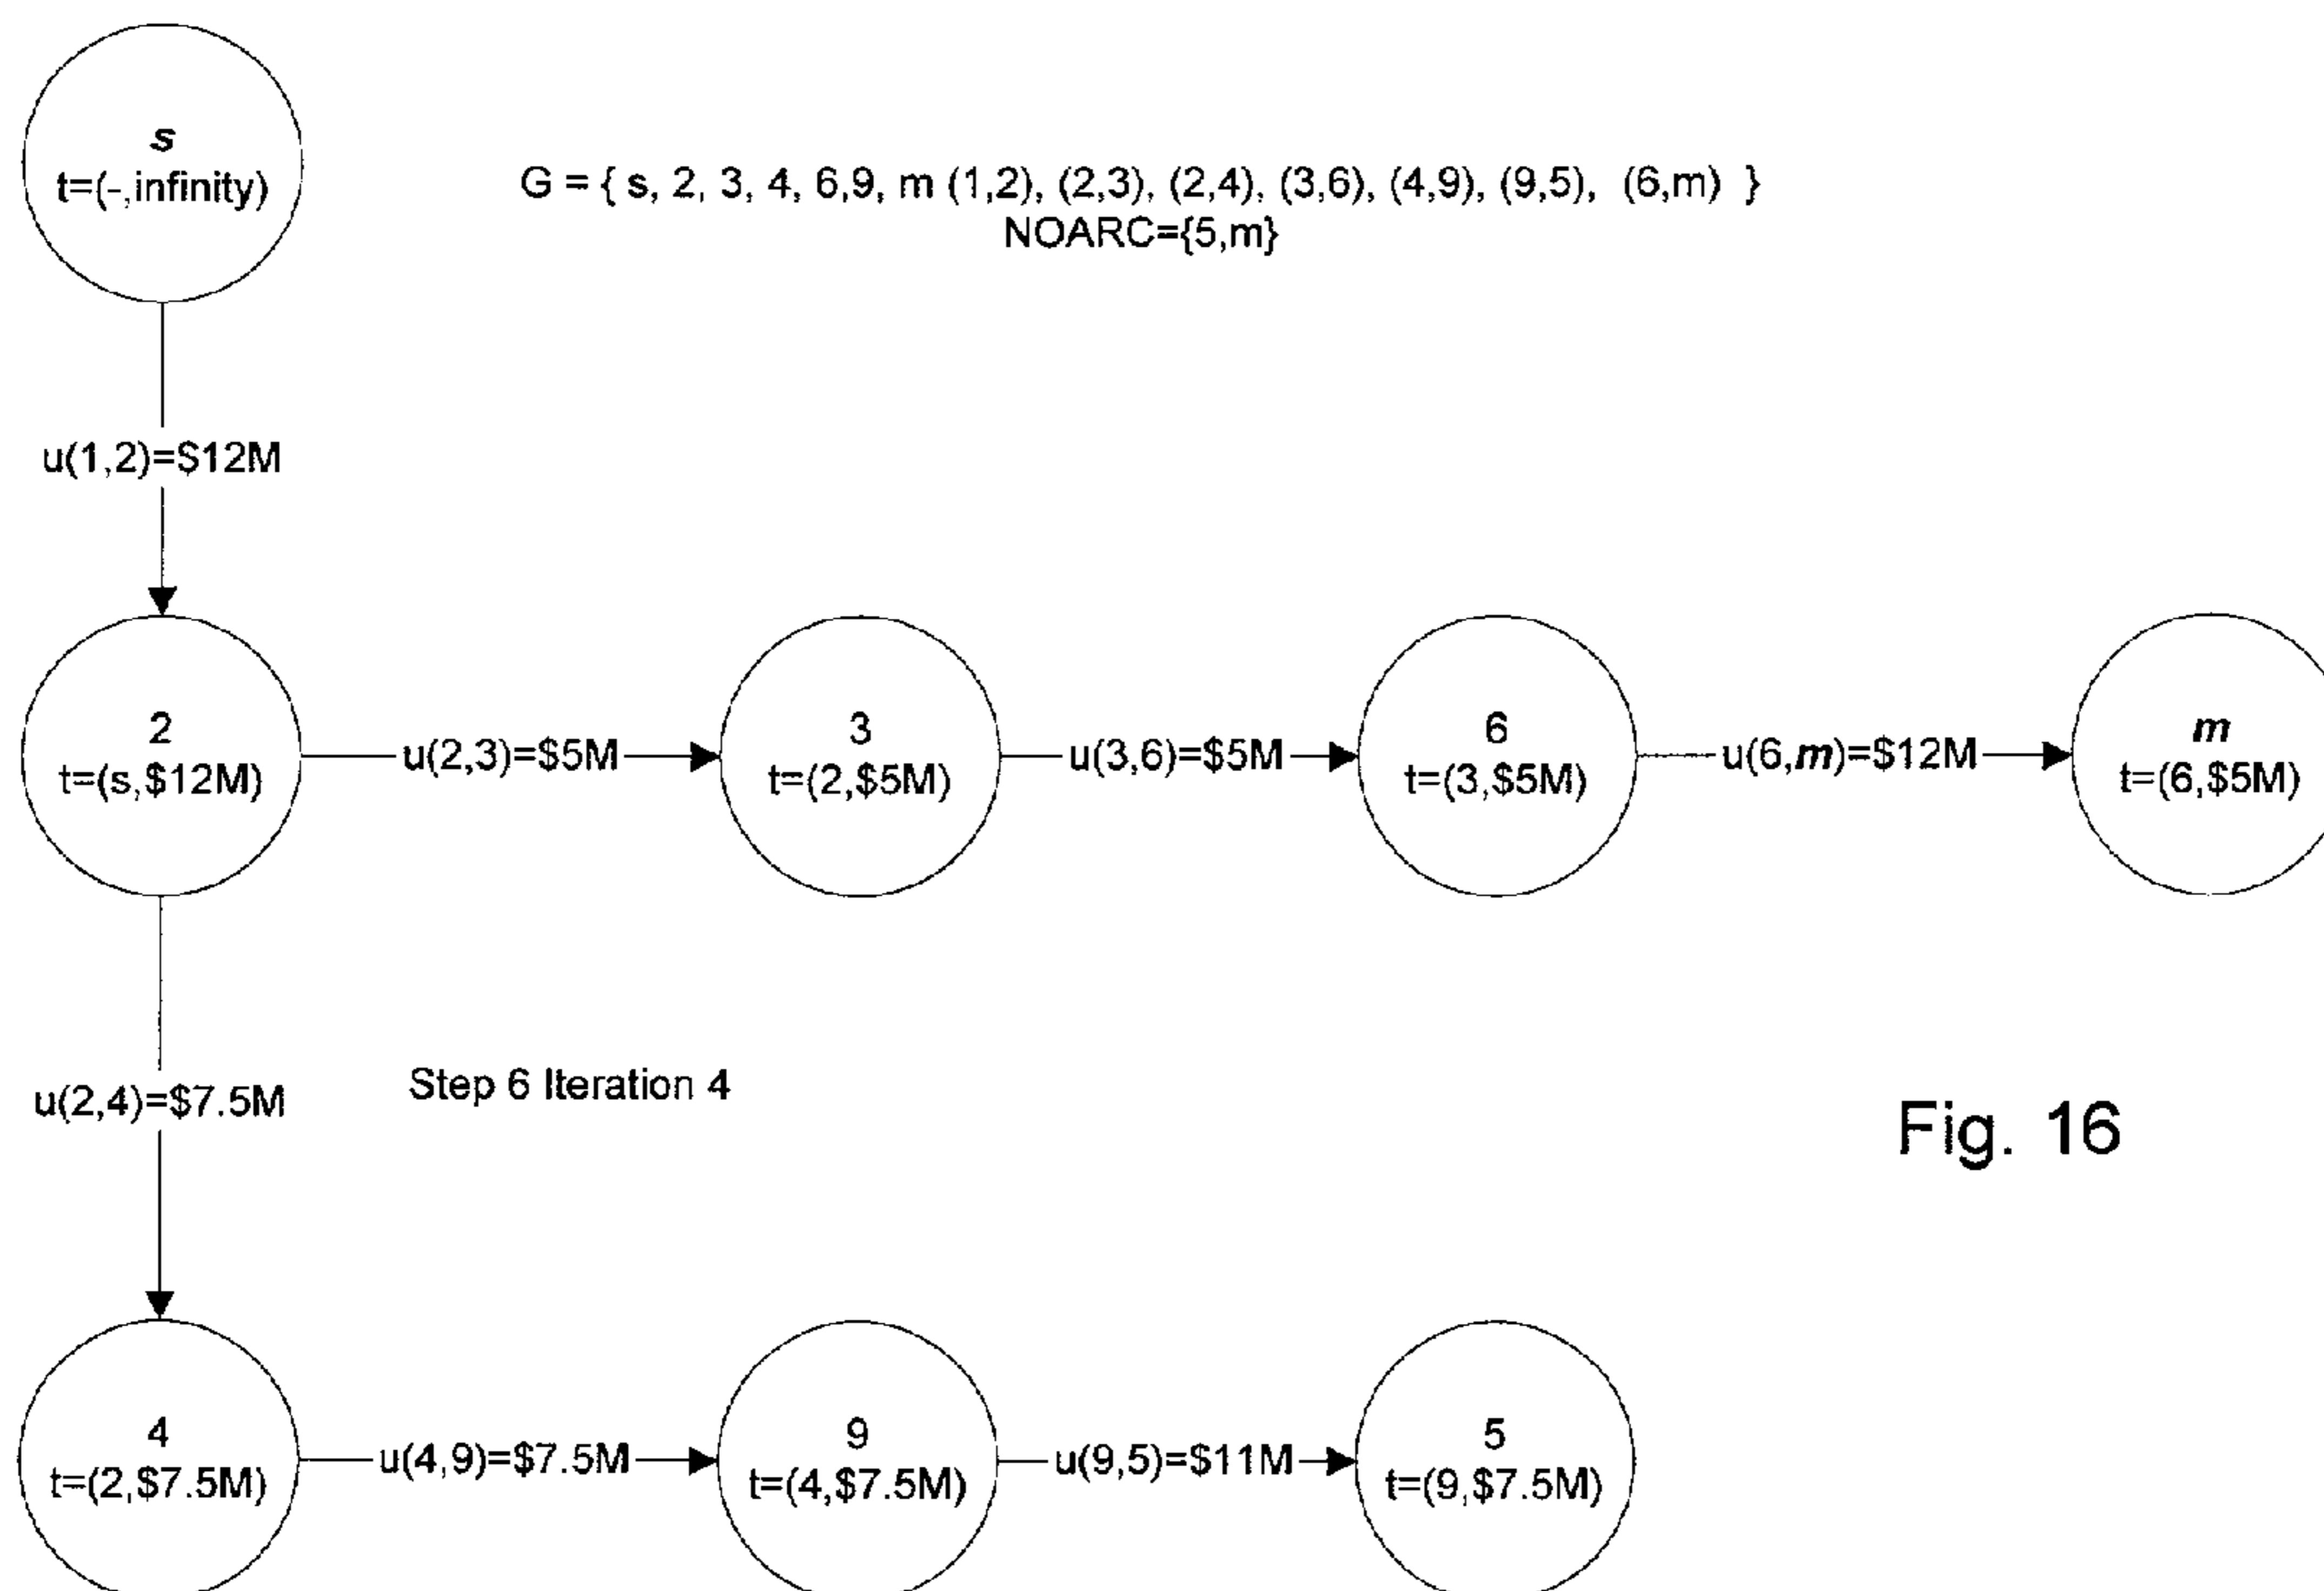 s
t=(-,infinity)
G = { s, 2, 3, 4, 6,9, m (1,2), (2,3), (2,4), (3,6), (4,9), (9,5), (6,m) }
NOARC={5,m}
u(1,2)=$12M
2
t=(s,$12M)
u(2,3)=$5M
3
t=(2,$5M)
u(3,6)=$5M
6
t=(3,$5M)
u(6,m)=$12M
m
t=(6,$5M)
u(2,4)=$7.5M
Step 6 Iteration 4
Fig. 16
4
t=(2,$7.5M)
u(4,9)=$7.5M
9
t=(4,$7.5M)
u(9,5)=$11M
5
t=(9,$7.5M)